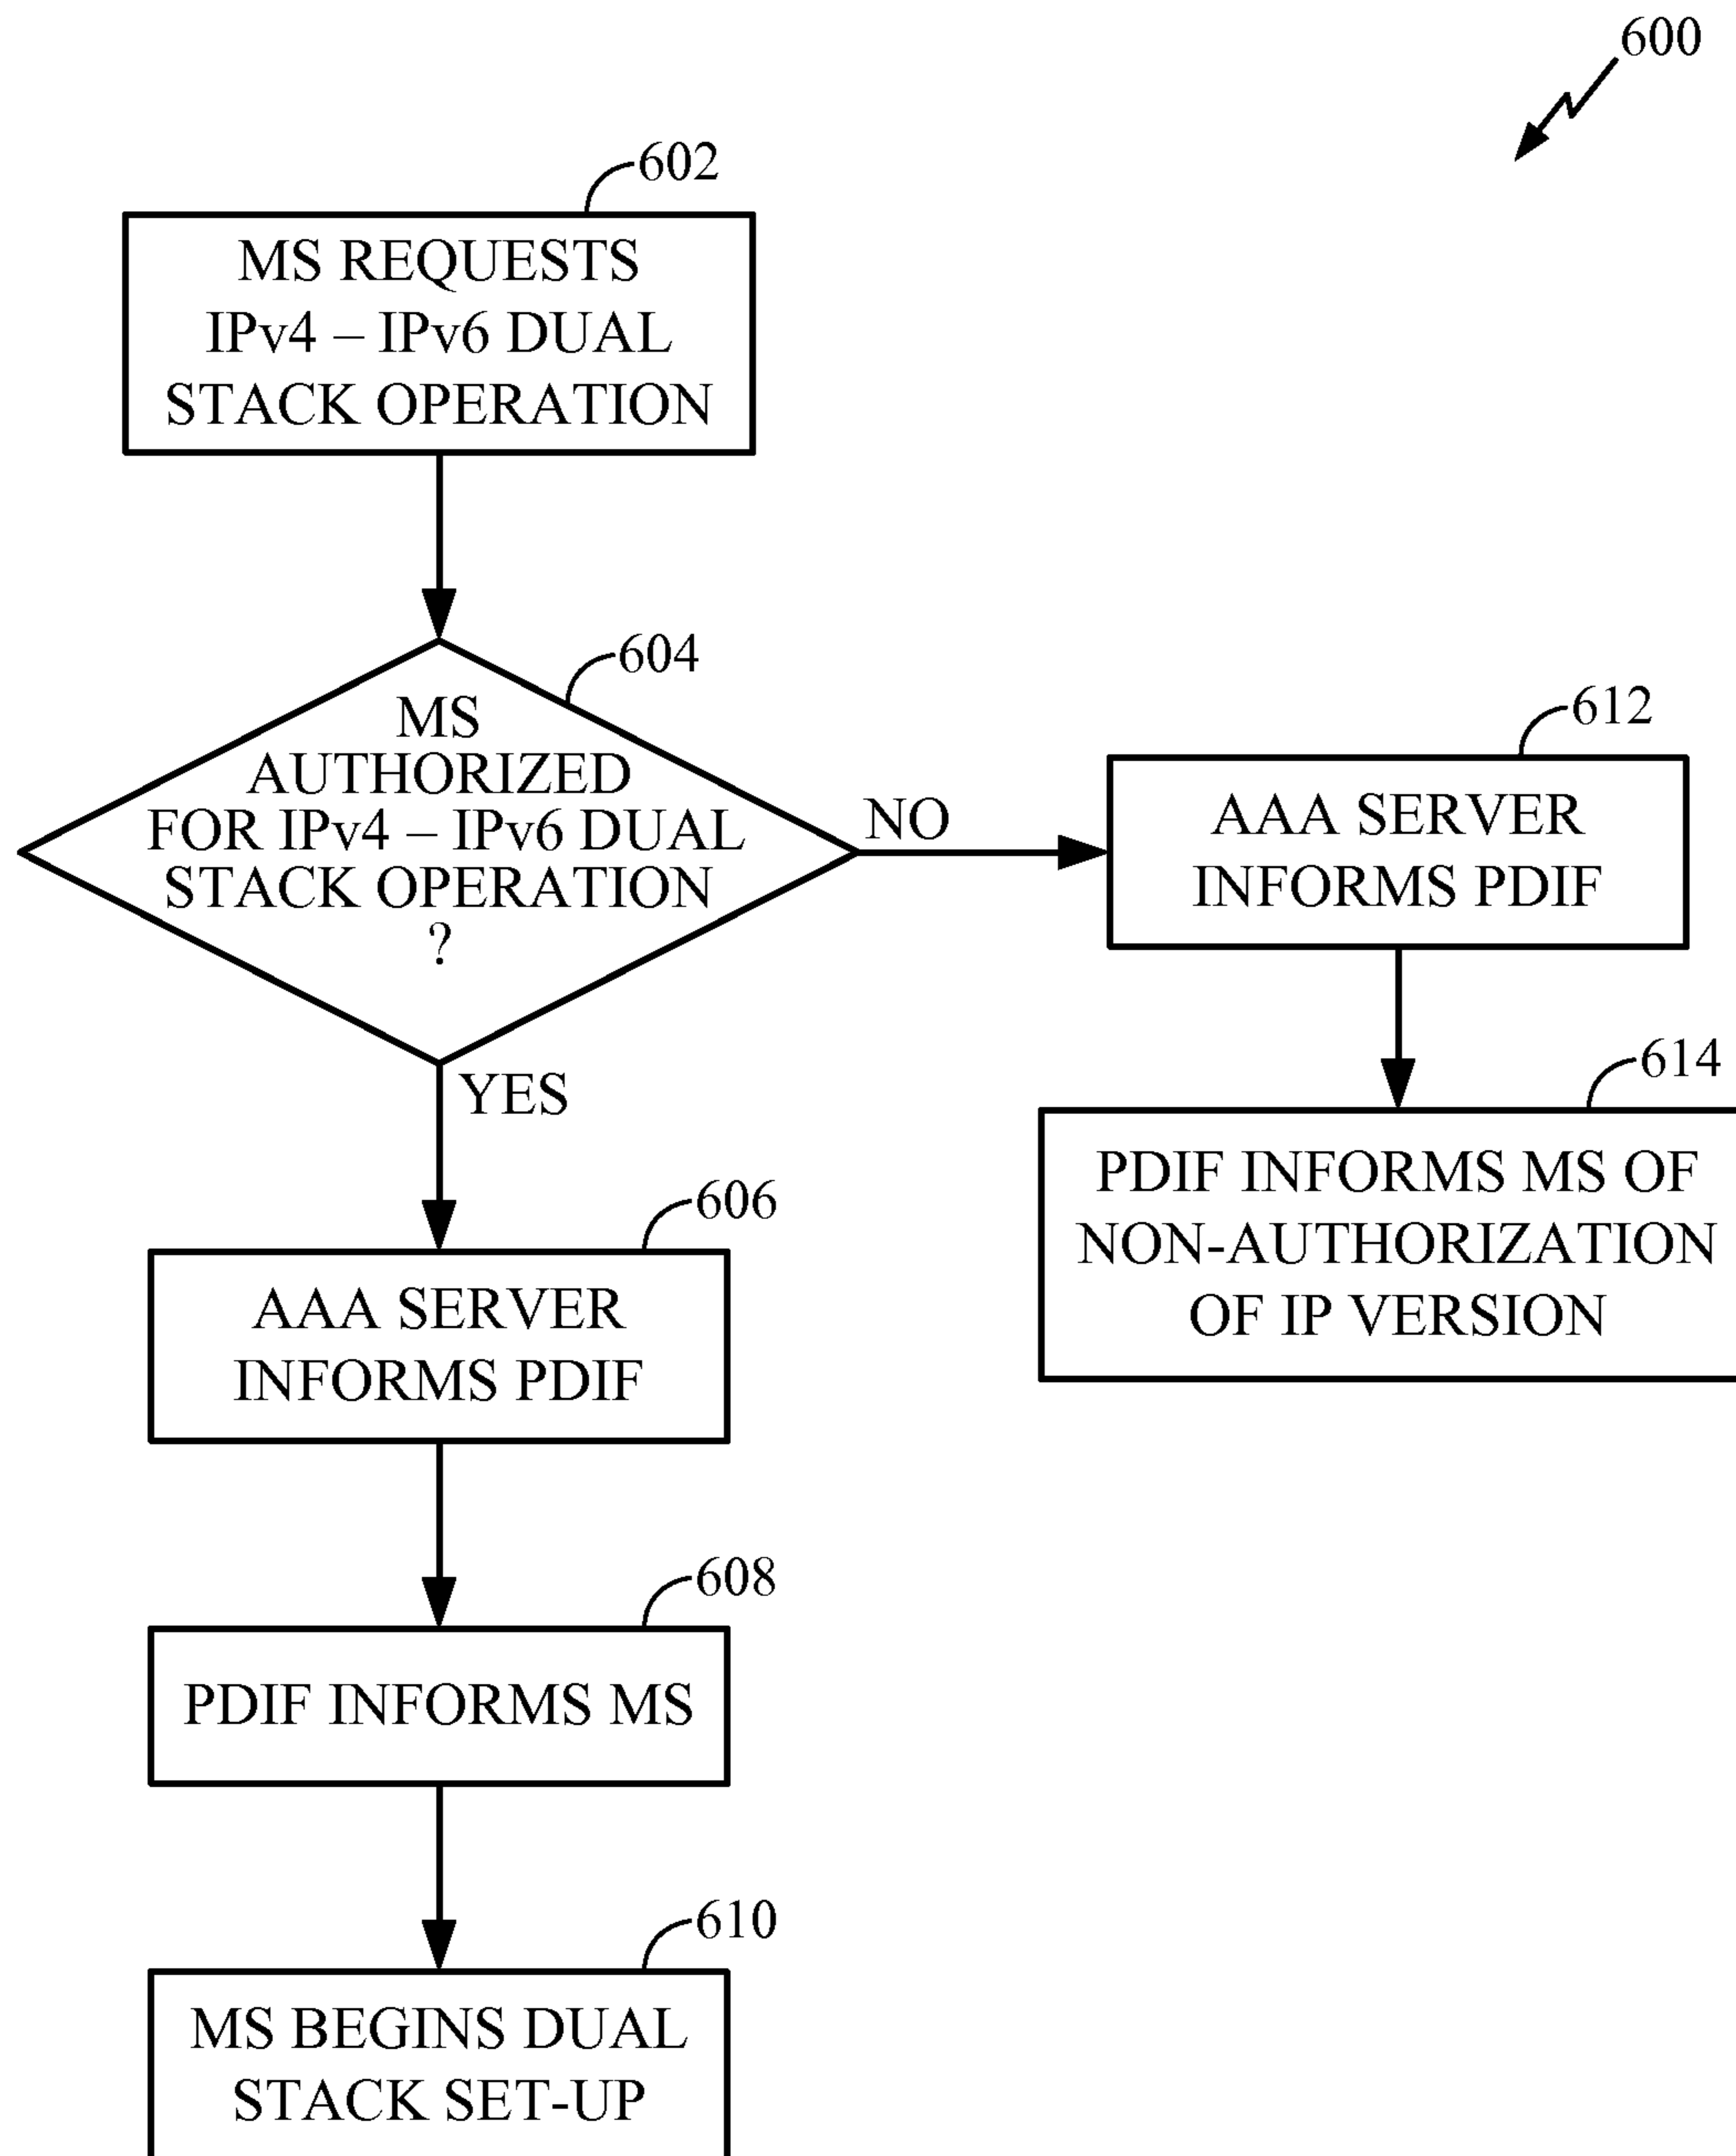 600
602
MS REQUESTS
IPv4 – IPv6 DUAL
STACK OPERATION
604
MS
AUTHORIZED
FOR IPv4 – IPv6 DUAL
STACK OPERATION
?
NO
612
AAA SERVER
INFORMS PDIF
614
PDIF INFORMS MS OF
NON-AUTHORIZATION
OF IP VERSION
YES
606
AAA SERVER
INFORMS PDIF
608
PDIF INFORMS MS
610
MS BEGINS DUAL
STACK SET-UP